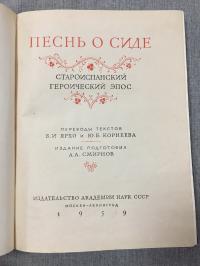 ПЕСНЬ О СИДЕ
СТАРОИСПАНСКИЙ
ГЕРОИЧЕСКИЙ ЭПОС
ПЕРЕВОДЫ ТЕКСТОВ
Б. И. ЯРХО и Ю. Б. КОРНЕЕВА
ИЗДАНИЕ ПОДГОТОВИЛ
А. А. СМИРНОВ
ИЗДАТЕЛЬСТВО АКАДЕМИИ НАУК СССР
МОСКВА-ЛЕНИНГРАД
1959